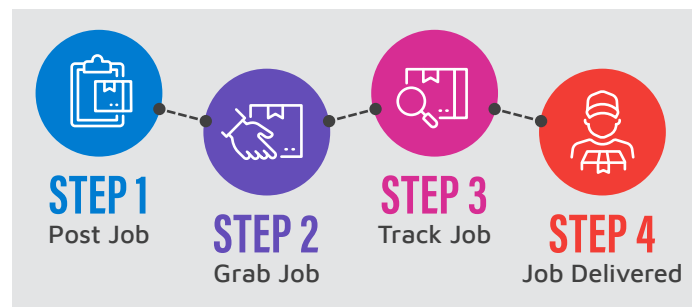 STEP 1
Post Job
STEP 2
Grab Job
STEP 3
Track Job
STEP 4
Job Delivered